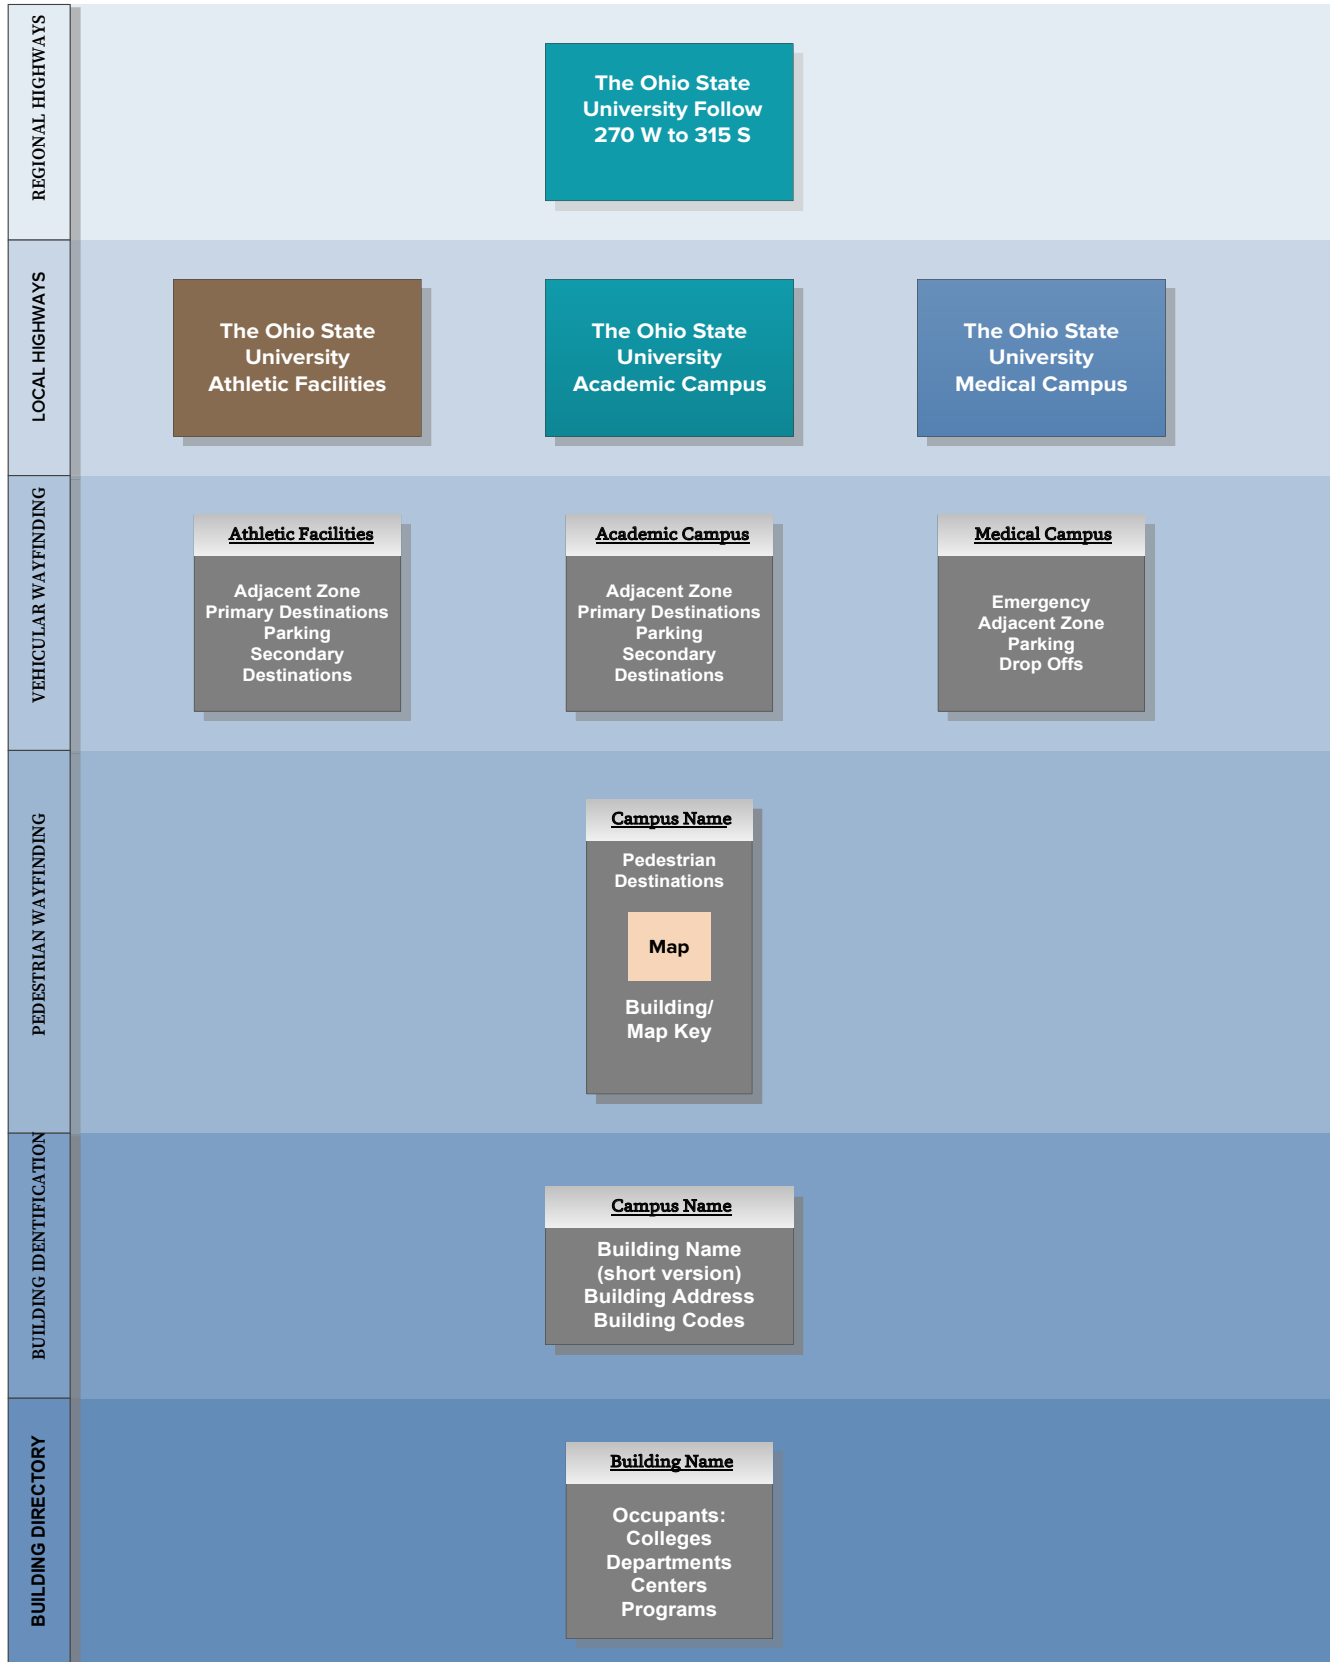 REGIONAL HIGHWAYS
The Ohio State
University Follow
270 W to 315 S
LOCAL HIGHWAYS
The Ohio State
University
Athletic Facilities
The Ohio State
University
Academic Campus
The Ohio State
University
Medical Campus
VEHICULAR WAYFINDING
Athletic Facilities
Adjacent Zone
Primary Destinations
Parking
Secondary
Destinations
Academic Campus
Adjacent Zone
Primary Destinations
Parking
Secondary
Destinations
Medical Campus
Emergency
Adjacent Zone
Parking
Drop Offs
PEDESTRIAN WAYFINDING
Campus Name
Pedestrian
Destinations
Map
Building/
Map Key
BUILDING IDENTIFICATION
Campus Name
Building Name
(short version)
Building Address
Building Codes
BUILDING DIRECTORY
Building Name
Occupants:
Colleges
Departments
Centers
Programs